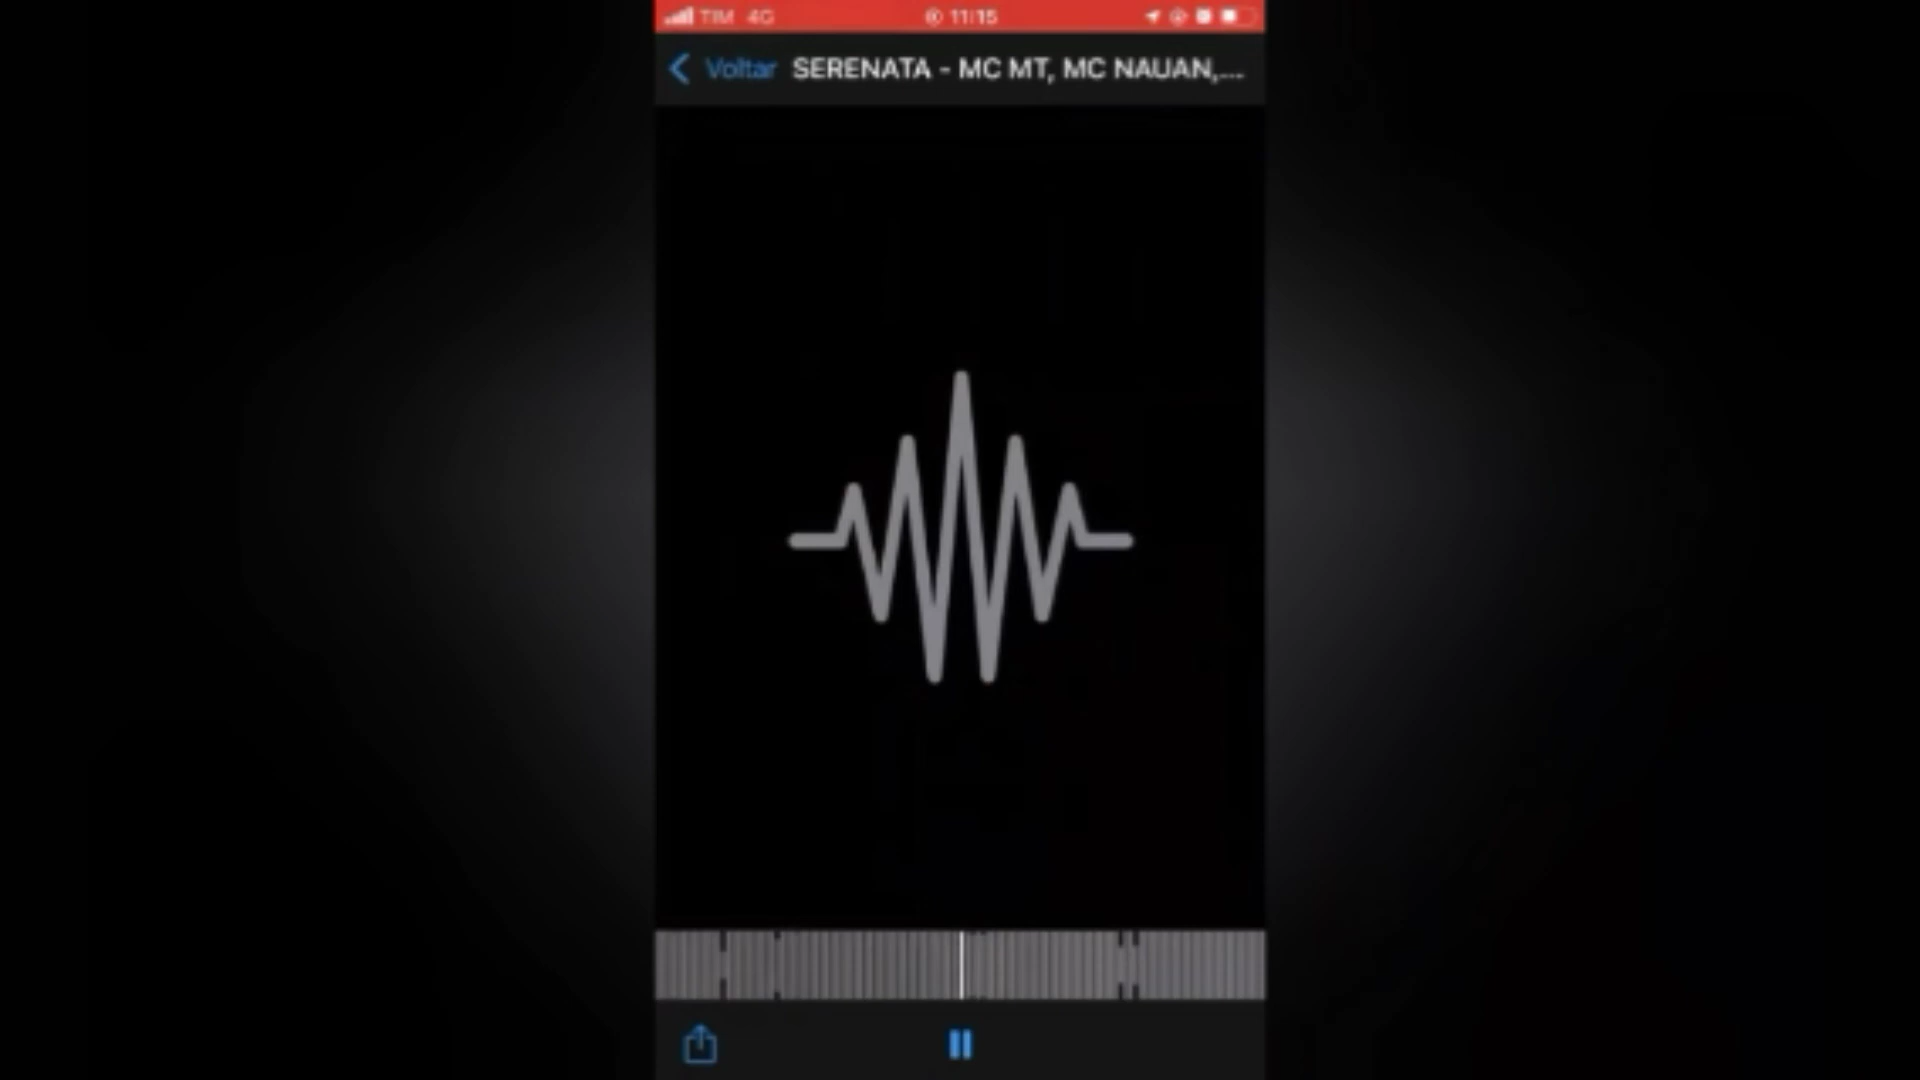 TIM 4G 11:15
Voltar SERENATA - MC MT, MC NAUAN,...